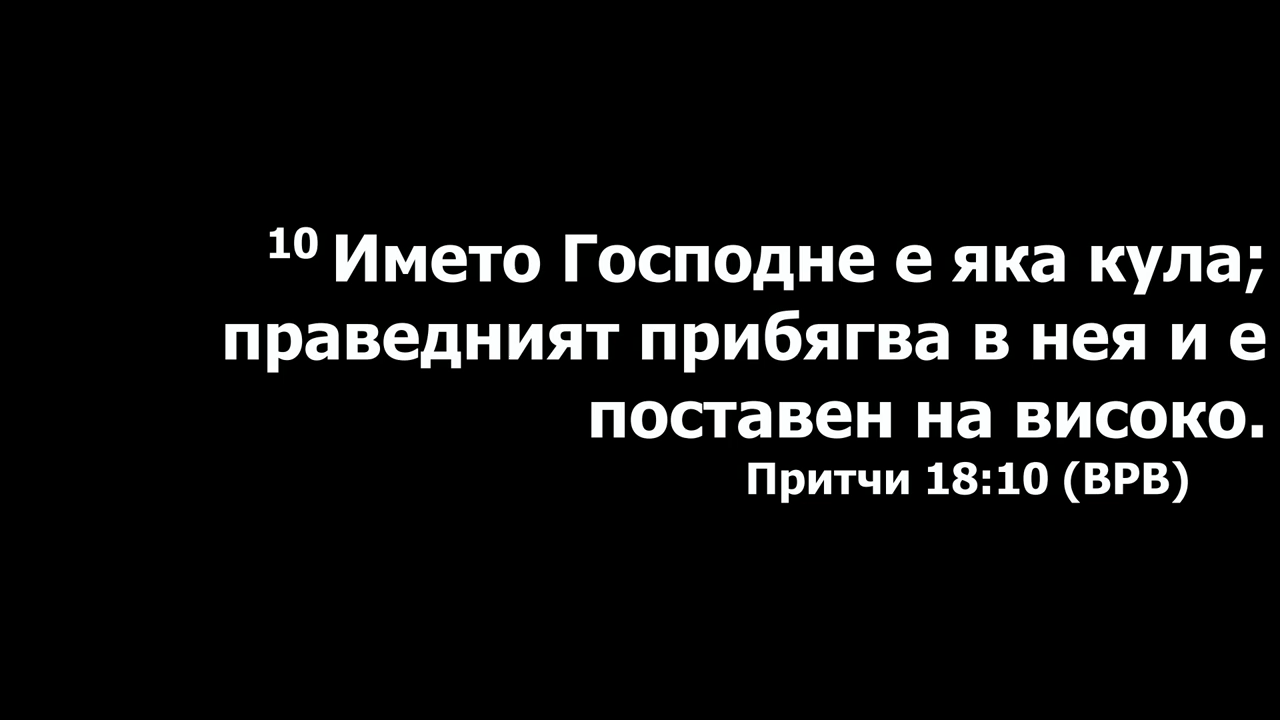 10 Името Господне е яка кула;
праведният прибягва в нея и е
поставен на високо.
Притчи 18:10 (ВРВ)